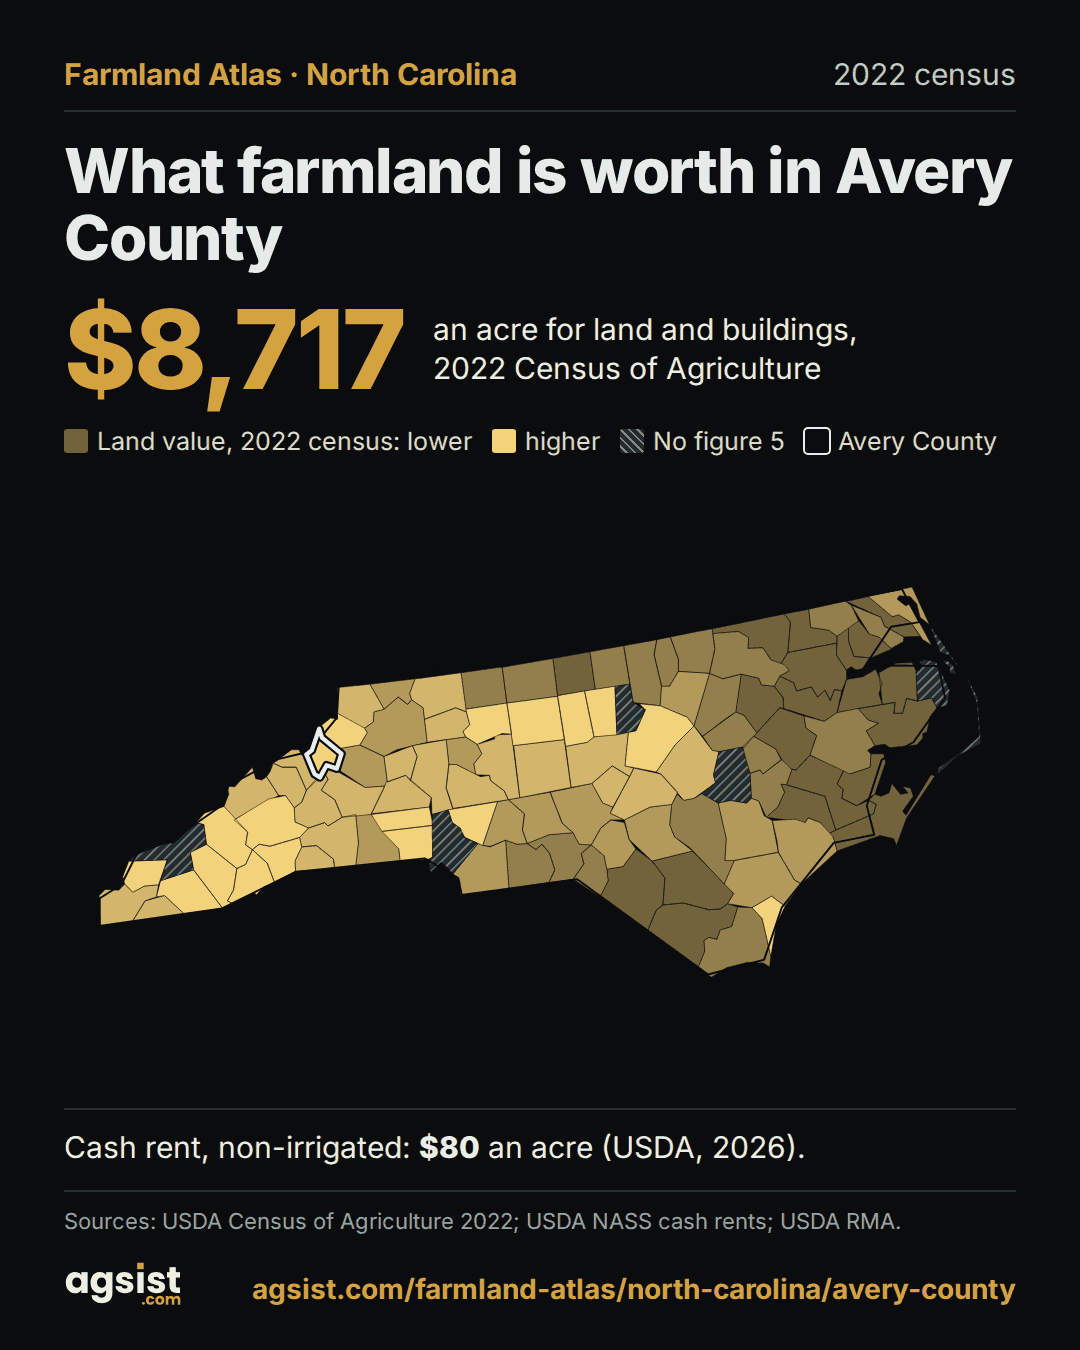 Farmland Atlas · North Carolina
2022 census
What farmland is worth in Avery
County
$8,717
an acre for land and buildings,
2022 Census of Agriculture
Land value, 2022 census: lower
higher
No figure 5
Avery County
Cash rent, non-irrigated: $80 an acre (USDA, 2026).
Sources: USDA Census of Agriculture 2022; USDA NASS cash rents; USDA RMA.
agsist
.com
agsist.com/farmland-atlas/north-carolina/avery-county